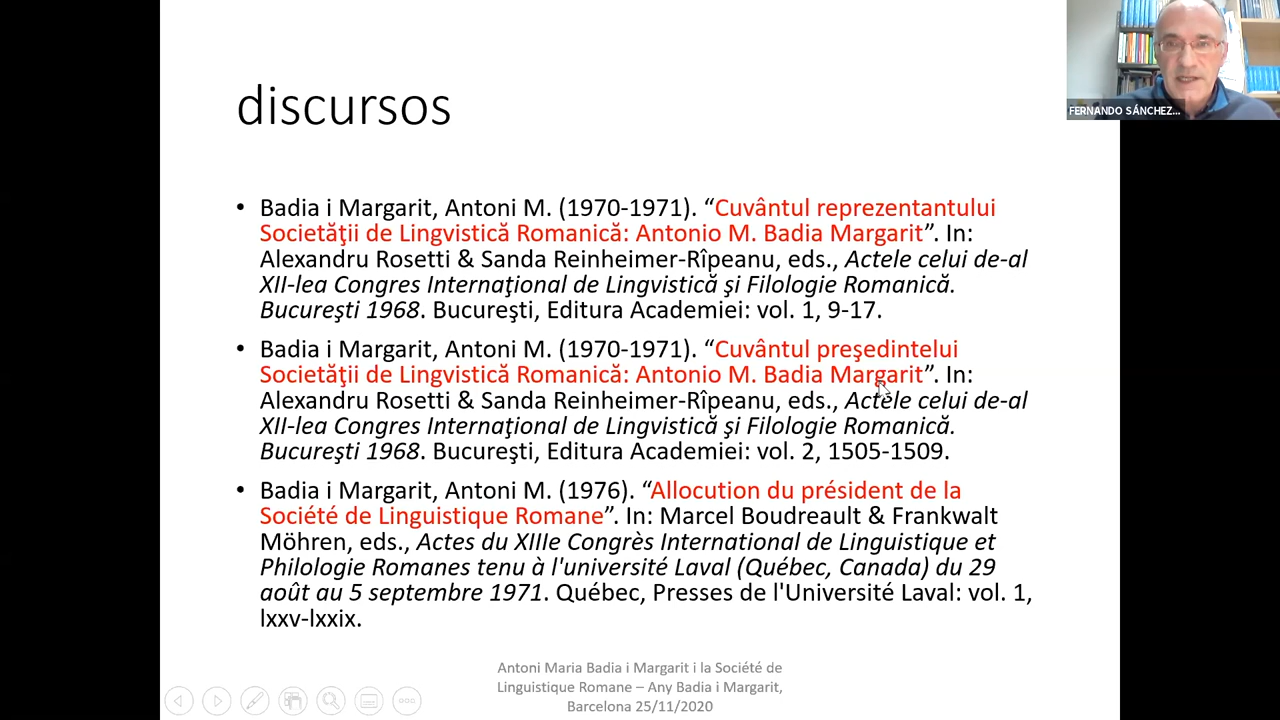 discursos
FERNANDO SÁNCHEZ...
• Badia i Margarit, Antoni M. (1970-1971). “Cuvântul reprezentantului
Societăţii de Lingvistică Romanică: Antonio M. Badia Margarit”. In:
Alexandru Rosetti & Sanda Reinheimer-Rîpeanu, eds., Actele celui de-al
XII-lea Congres Internaţional de Lingvistică şi Filologie Romanică.
Bucureşti 1968. Bucureşti, Editura Academiei: vol. 1, 9-17.
• Badia i Margarit, Antoni M. (1970-1971). “Cuvântul preşedintelui
Societăţii de Lingvistică Romanică: Antonio M. Badia Margarit”. In:
Alexandru Rosetti & Sanda Reinheimer-Rîpeanu, eds., Actele celui de-al
XII-lea Congres Internaţional de Lingvistică şi Filologie Romanică.
Bucureşti 1968. Bucureşti, Editura Academiei: vol. 2, 1505-1509.
• Badia i Margarit, Antoni M. (1976). “Allocution du président de la
Société de Linguistique Romane”. In: Marcel Boudreault & Frankwalt
Möhren, eds., Actes du XIIIe Congrès International de Linguistique et
Philologie Romanes tenu à l'université Laval (Québec, Canada) du 29
août au 5 septembre 1971. Québec, Presses de l'Université Laval: vol. 1,
lxxv-lxxix.
Antoni Maria Badia i Margarit i la Société de
Linguistique Romane – Any Badia i Margarit,
Barcelona 25/11/2020